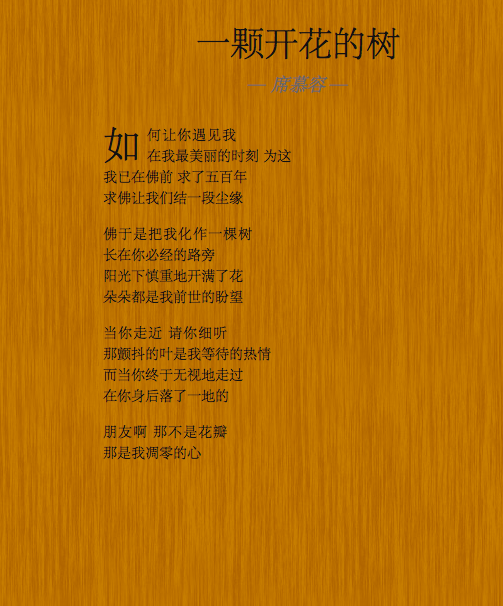 一颗开花的树
— 席慕容 —
如何让你遇见我
在我最美丽的时刻 为这
我已在佛前 求了五百年
求佛让我们结一段尘缘
佛于是把我化作一棵树
长在你必经的路旁
阳光下慎重地开满了花
朵朵都是我前世的盼望
当你走近 请你细听
那颤抖的叶是我等待的热情
而当你终于无视地走过
在你身后落了一地的
朋友啊 那不是花瓣
那是我凋零的心